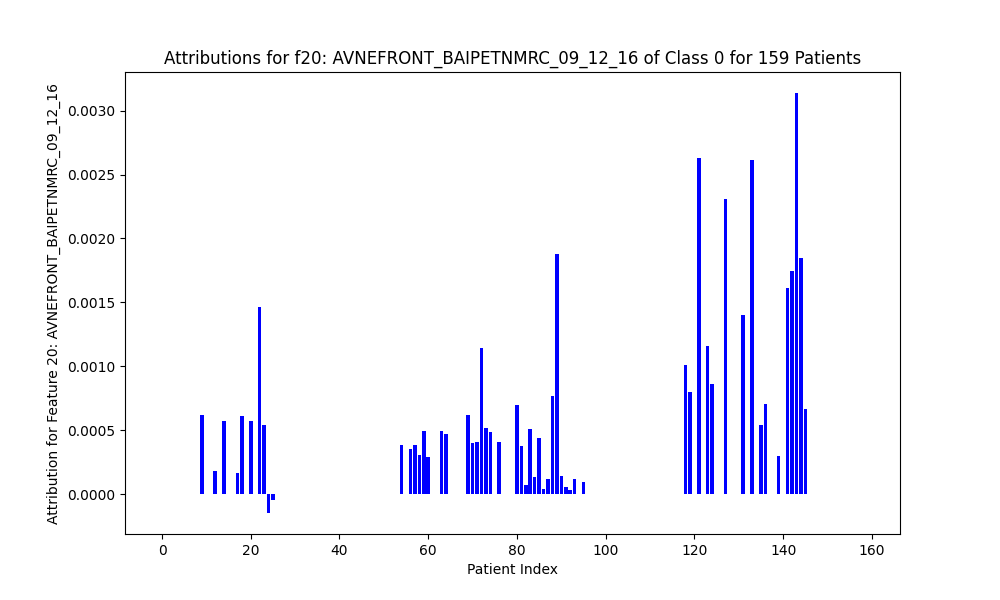 Attributions for f20: AVNEFRONT_BAIPETNMRC_09_12_16 of Class 0 for 159 Patients
Attribution for Feature 20: AVNEFRONT_BAIPETNMRC_09_12_16
0.0030
0.0025
0.0020
0.0015
0.0010
0.0005
0.0000
0 20 40 60 80 100 120 140 160
Patient Index